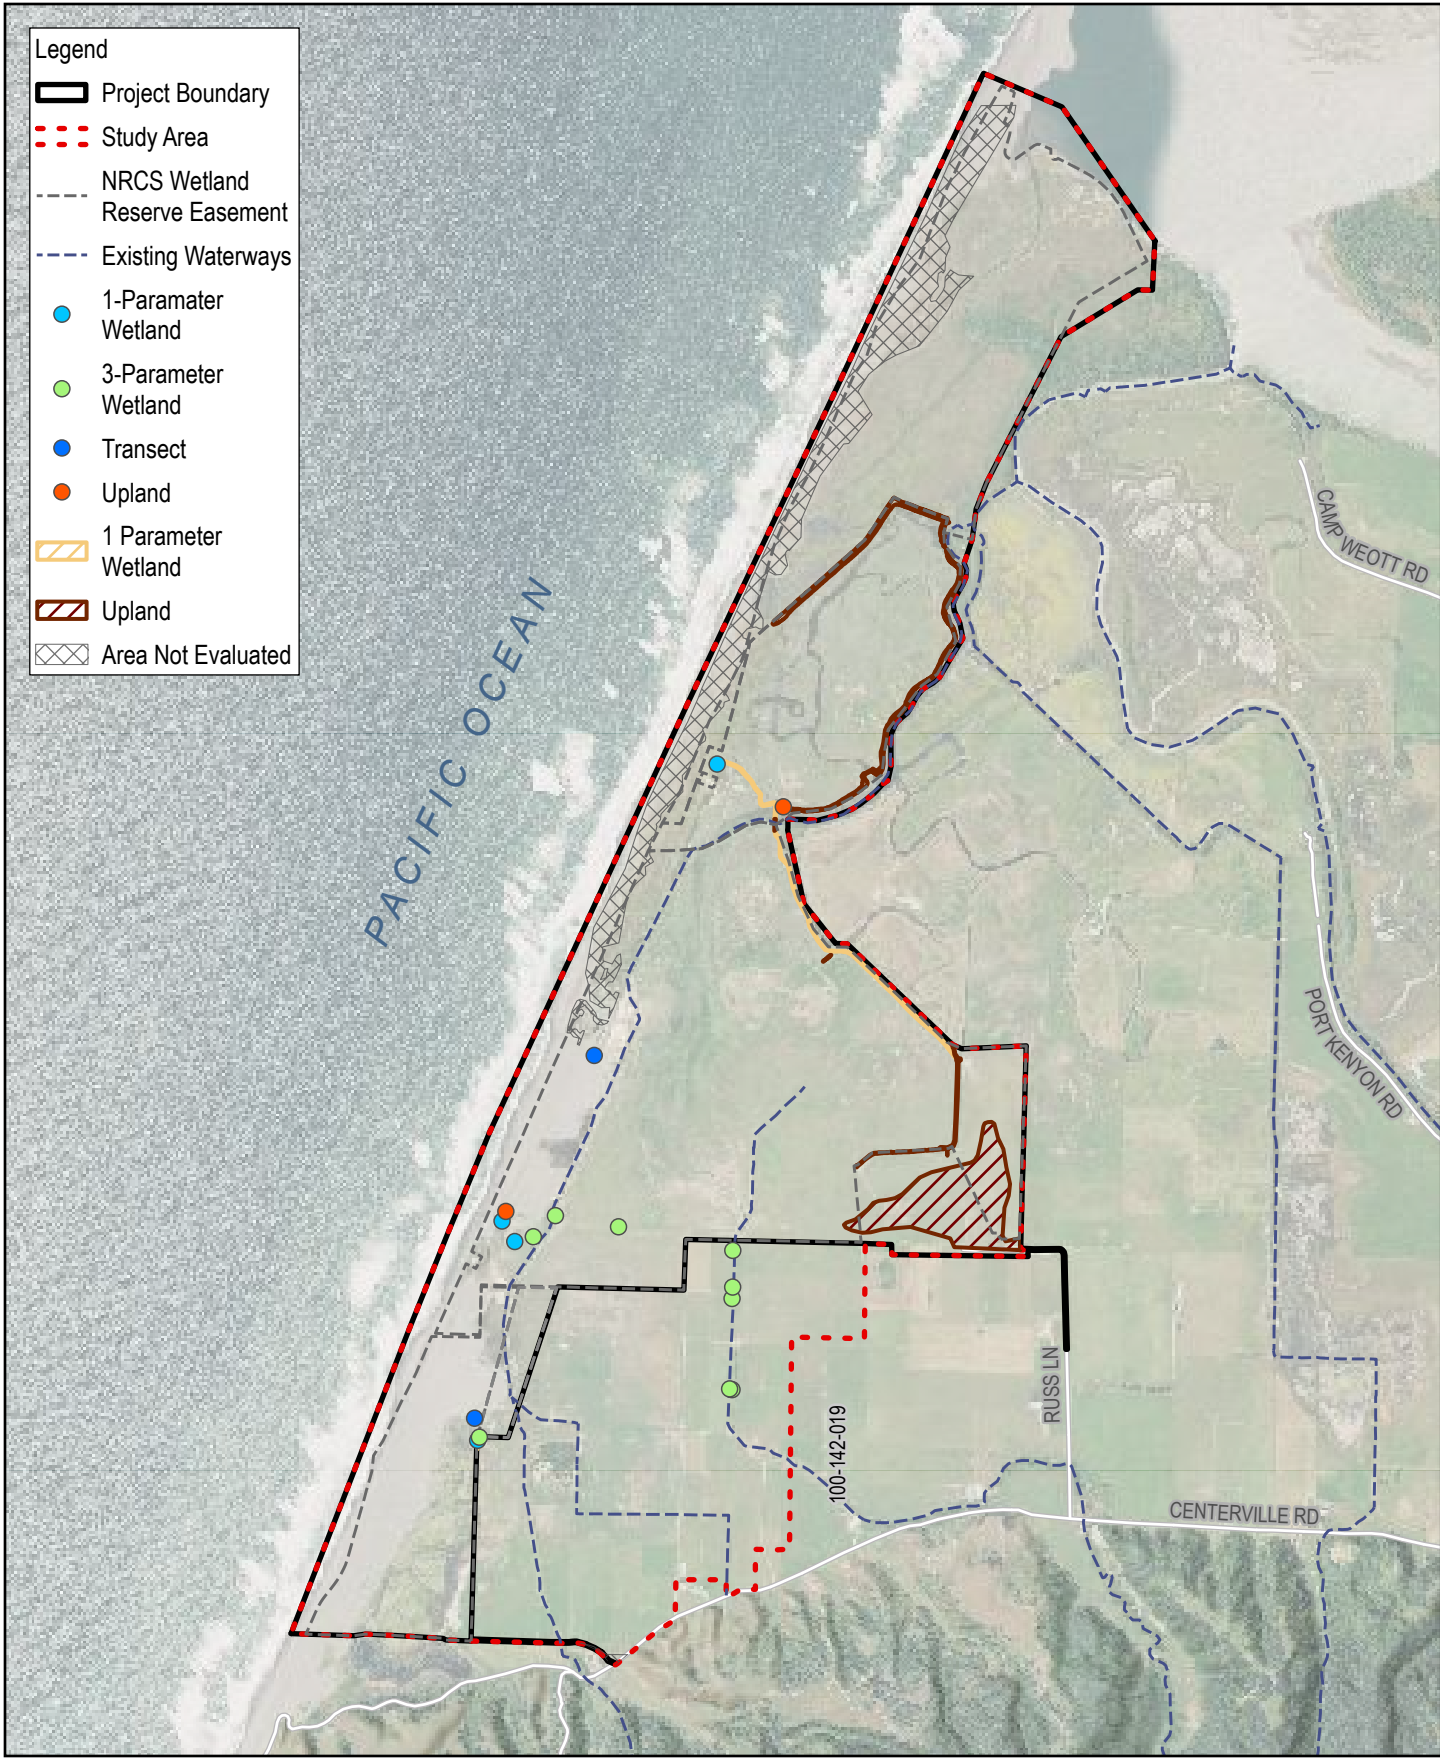 Legend
Project Boundary
Study Area
NRCS Wetland
Reserve Easement
Existing Waterways
1-Paramater
Wetland
3-Parameter
Wetland
Transect
Upland
1 Parameter
Wetland
Upland
Area Not Evaluated
PACIFIC OCEAN
CAMP WEOTT RD
PORT KENYON RD
RUSS LN
100-142-019
CENTERVILLE RD